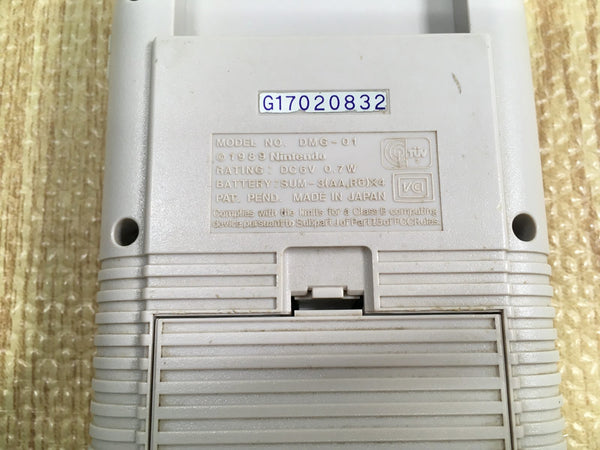 G17020832
MODEL NO. DMG-01
© 1989 Nintendo
RATING: DC6V 0.7W
BATTERY: SUM-3(AA,R6)X4
PAT. PEND. MADE IN JAPAN
Complies with the limits for a Class B computing
device pursuant to Subpart J of Part 15 of FCC Rules